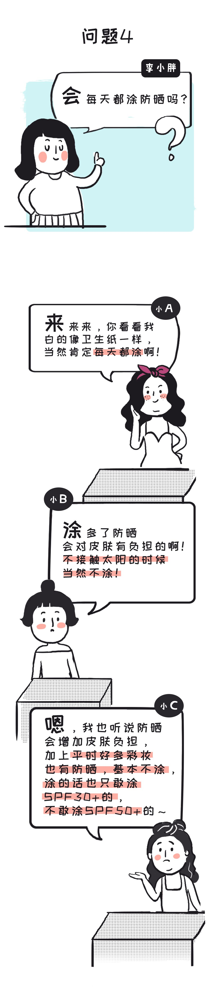 问题4
李小胖
会每天都涂防晒吗?
小A
来来来，你看看我
白的像卫生纸一样，
当然肯定每天都涂啊!
小B
涂多了防晒
会对皮肤有负担的啊!
不接触太阳的时候
当然不涂!
小C
嗯，我也听说防晒
会增加皮肤负担，
加上平时好多彩妆
也有防晒，基本不涂，
涂的话也只敢涂
SPF30+的，
不敢涂SPF50+的~